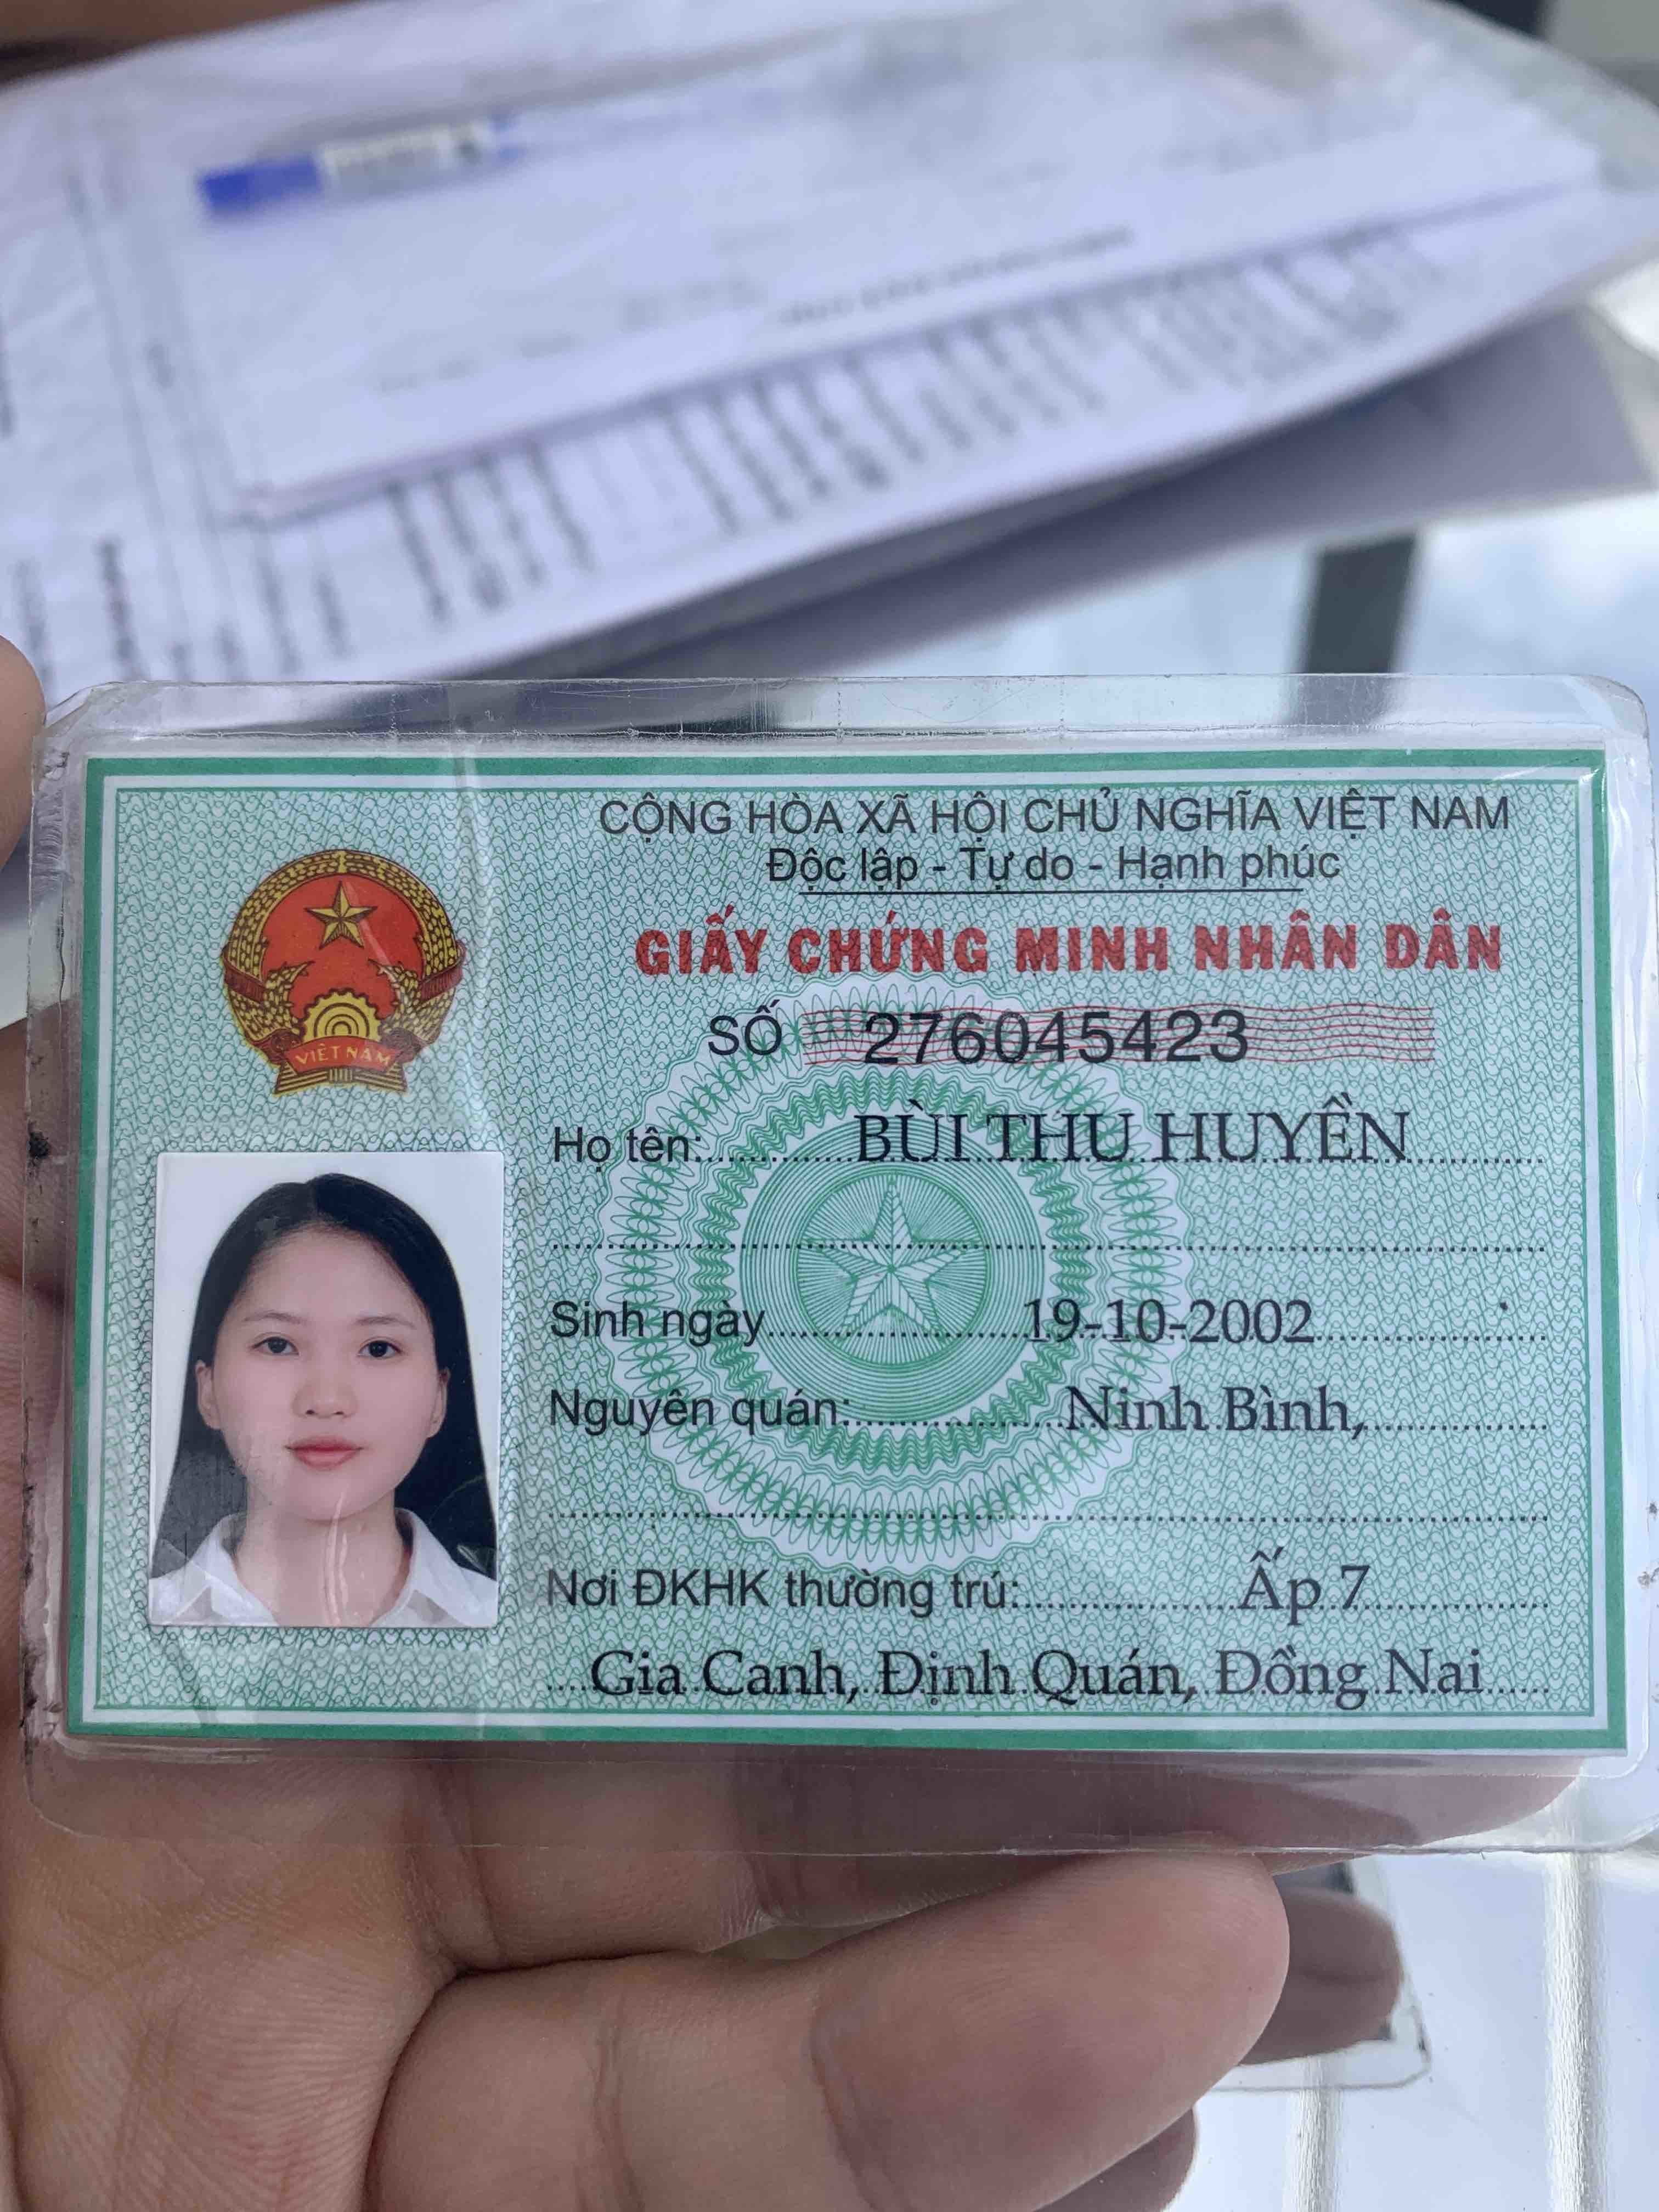 CỘNG HÒA XÃ HỘI CHỦ NGHĨA VIỆT NAM
Độc lập - Tự do - Hạnh phúc
GIẤY CHỨNG MINH NHÂN DÂN
SỐ 276045423
VIỆT NAM
Họ tên: BÙI THU HUYỀN
Sinh ngày 19-10-2002
Nguyên quán: Ninh Bình,
Nơi ĐKHK thường trú: Ấp 7
Gia Canh, Định Quán, Đồng Nai